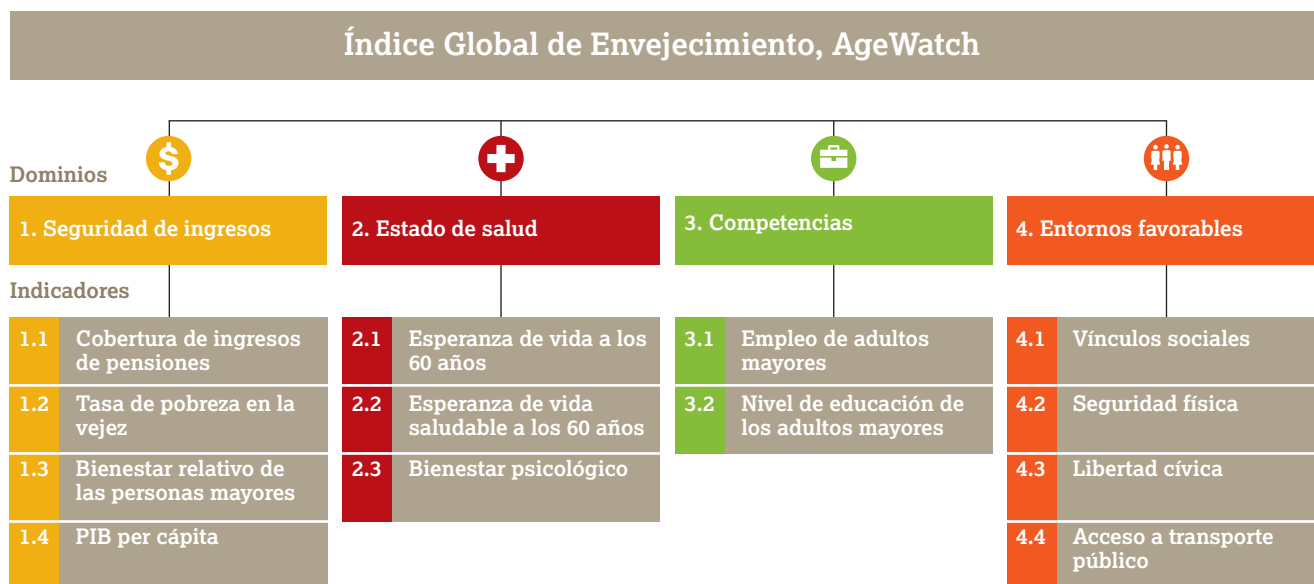 Índice Global de Envejecimiento, AgeWatch
$
Dominios
1. Seguridad de ingresos
2. Estado de salud
3. Competencias
4. Entornos favorables
Indicadores
1.1 Cobertura de ingresos
de pensiones
1.2 Tasa de pobreza en la
vejez
1.3 Bienestar relativo de
las personas mayores
1.4 PIB per cápita
2.1 Esperanza de vida a los
60 años
2.2 Esperanza de vida
saludable a los 60 años
2.3 Bienestar psicológico
3.1 Empleo de adultos
mayores
3.2 Nivel de educación de
los adultos mayores
4.1 Vínculos sociales
4.2 Seguridad física
4.3 Libertad cívica
4.4 Acceso a transporte
público